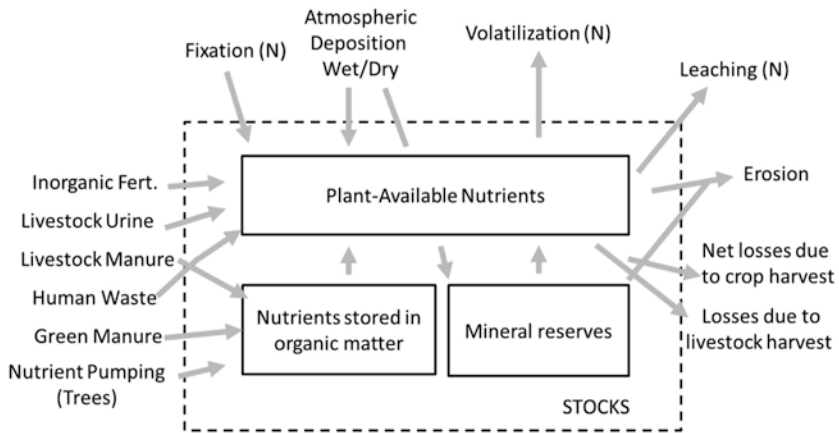 Atmospheric
Deposition
Wet/Dry
Fixation (N)
Volatilization (N)
Leaching (N)
Inorganic Fert.
Livestock Urine
Livestock Manure
Human Waste
Green Manure
Nutrient Pumping
(Trees)
Plant-Available Nutrients
Nutrients stored in
organic matter
Mineral reserves
STOCKS
Erosion
Net losses due
to crop harvest
Losses due to
livestock harvest